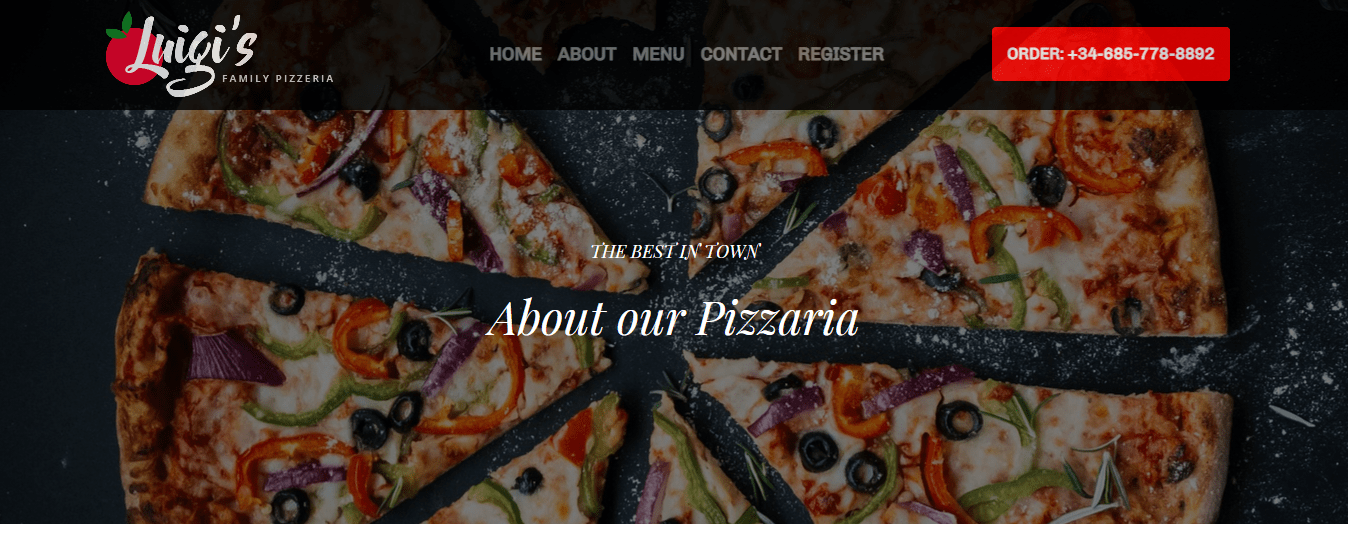 Luigi's
FAMILY PIZZERIA
HOME ABOUT MENU CONTACT REGISTER
ORDER: +34-685-778-8892
THE BEST IN TOWN
About our Pizzaria